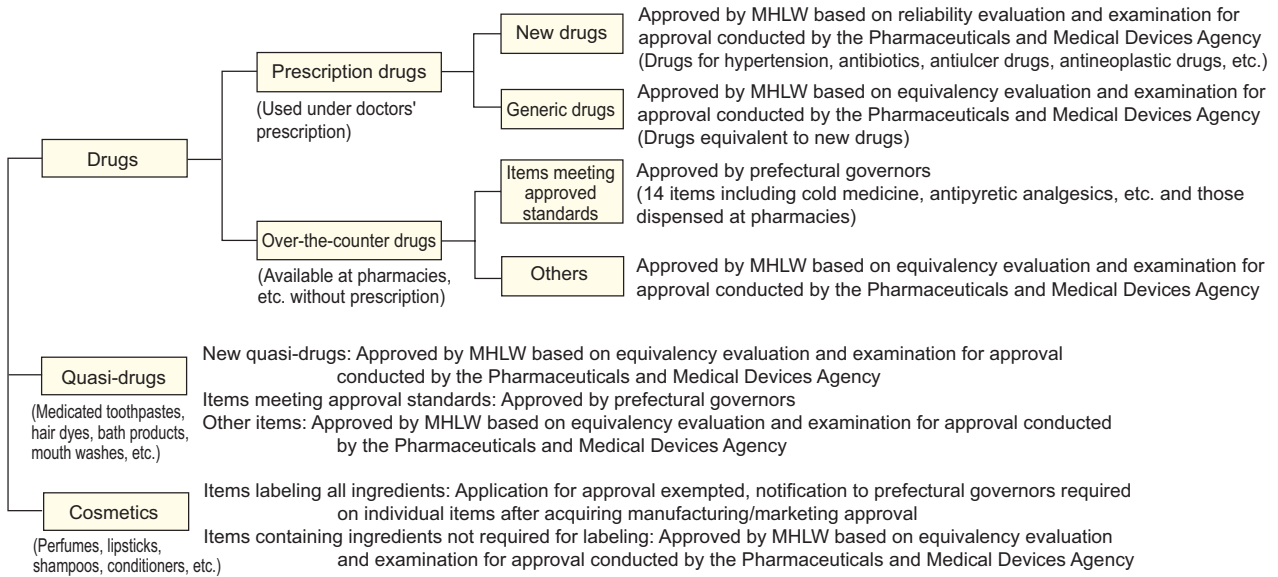 Drugs
Prescription drugs
(Used under doctors'
prescription)
New drugs
Approved by MHLW based on reliability evaluation and examination for
approval conducted by the Pharmaceuticals and Medical Devices Agency
(Drugs for hypertension, antibiotics, antiulcer drugs, antineoplastic drugs, etc.)
Generic drugs
Approved by MHLW based on equivalency evaluation and examination for
approval conducted by the Pharmaceuticals and Medical Devices Agency
(Drugs equivalent to new drugs)
Over-the-counter drugs
(Available at pharmacies,
etc. without prescription)
Items meeting
approved
standards
Approved by prefectural governors
(14 items including cold medicine, antipyretic analgesics, etc. and those
dispensed at pharmacies)
Others
Approved by MHLW based on equivalency evaluation and examination for
approval conducted by the Pharmaceuticals and Medical Devices Agency
Quasi-drugs
(Medicated toothpastes,
hair dyes, bath products,
mouth washes, etc.)
New quasi-drugs: Approved by MHLW based on equivalency evaluation and examination for approval
conducted by the Pharmaceuticals and Medical Devices Agency
Items meeting approval standards: Approved by prefectural governors
Other items: Approved by MHLW based on equivalency evaluation and examination for approval conducted
by the Pharmaceuticals and Medical Devices Agency
Cosmetics
(Perfumes, lipsticks,
shampoos, conditioners, etc.)
Items labeling all ingredients: Application for approval exempted, notification to prefectural governors required
on individual items after acquiring manufacturing/marketing approval
Items containing ingredients not required for labeling: Approved by MHLW based on equivalency evaluation
and examination for approval conducted by the Pharmaceuticals and Medical Devices Agency